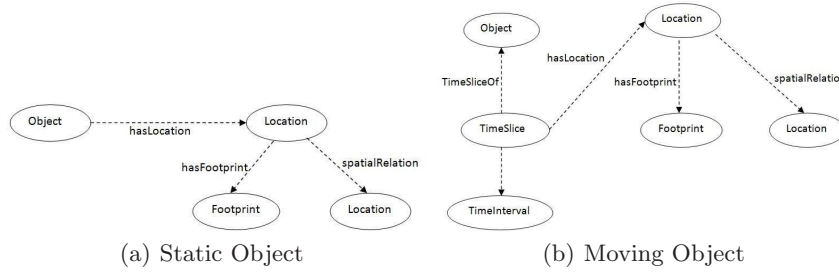 Object
hasLocation
Location
hasFootprint
spatialRelation
Footprint
Location
(a) Static Object
Object
TimeSliceOf
TimeSlice
TimeInterval
hasLocation
Location
hasFootprint
spatialRelatio
Footprint
Location
(b) Moving Object